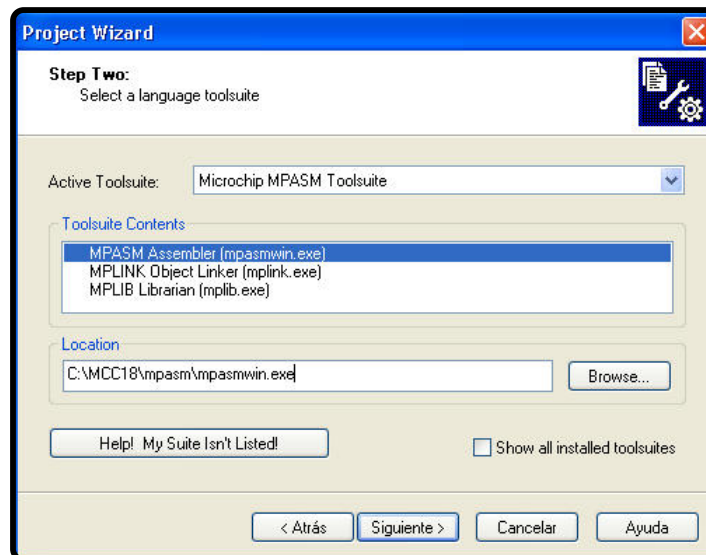 Project Wizard
Step Two:
Select a language toolsuite
Active Toolsuite: Microchip MPASM Toolsuite
Toolsuite Contents
MPASM Assembler (mpasmwin.exe)
MPLINK Object Linker (mplink.exe)
MPLIB Librarian (mplib.exe)
Location
C:\MCC18\mpasm\mpasmwin.exe Browse...
Help! My Suite Isn't Listed! Show all installed toolsuites
< Atrás Siguiente > Cancelar Ayuda